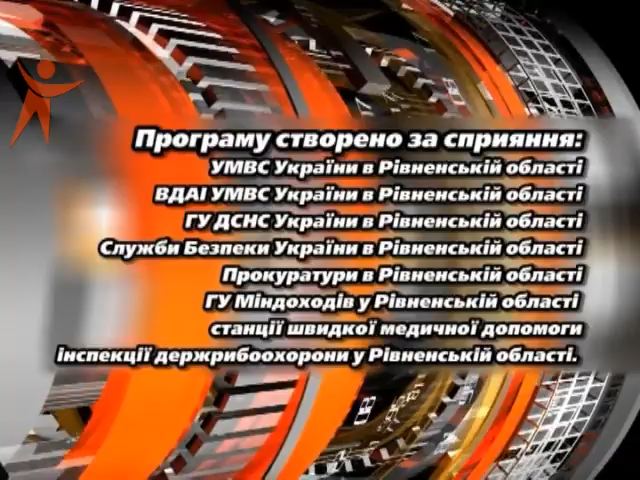 Програму створено за сприяння:
УМВС України в Рівненській області
ВДАІ УМВС України в Рівненській області
ГУ ДСНС України в Рівненській області
Служби Безпеки України в Рівненській області
Прокуратури в Рівненській області
ГУ Міндоходів у Рівненській області
станції швидкої медичної допомоги
інспекції держрибоохорони у Рівненській області.